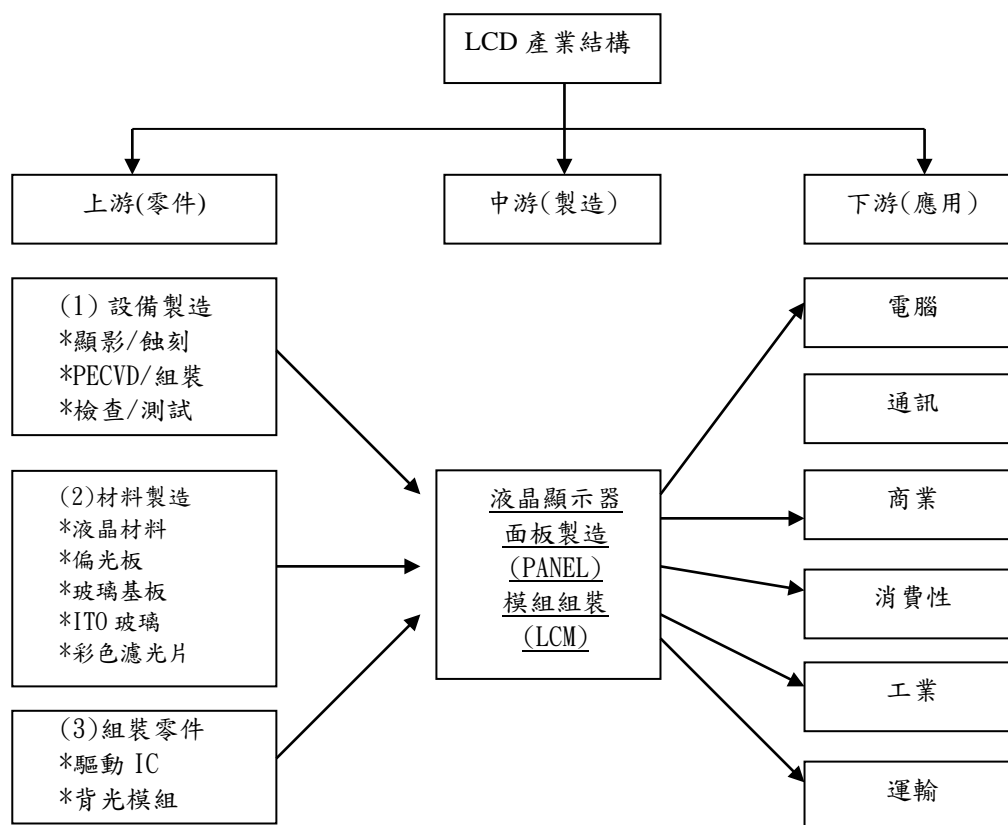 LCD 產業結構
上游(零件)
中游(製造)
下游(應用)
(1) 設備製造
*顯影/蝕刻
*PECVD/組裝
*檢查/測試
(2)材料製造
*液晶材料
*偏光板
*玻璃基板
*ITO 玻璃
*彩色濾光片
(3)組裝零件
*驅動 IC
*背光模組
液晶顯示器
面板製造
(PANEL)
模組組裝
(LCM)
電腦
通訊
商業
消費性
工業
運輸